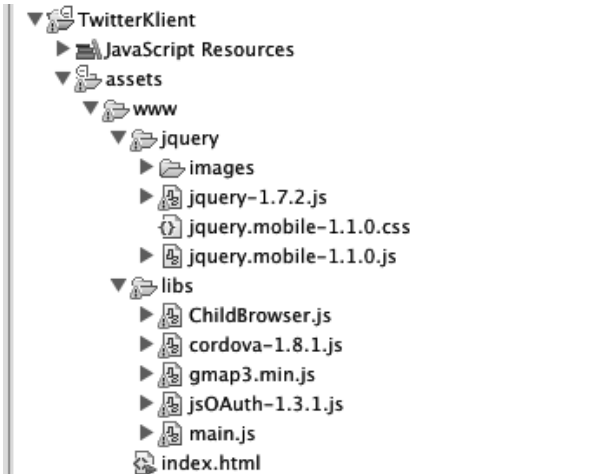 TwitterKlient
JavaScript Resources
assets
www
jquery
images
jquery-1.7.2.js
jquery.mobile-1.1.0.css
jquery.mobile-1.1.0.js
libs
ChildBrowser.js
cordova-1.8.1.js
gmap3.min.js
jsOAuth-1.3.1.js
main.js
index.html